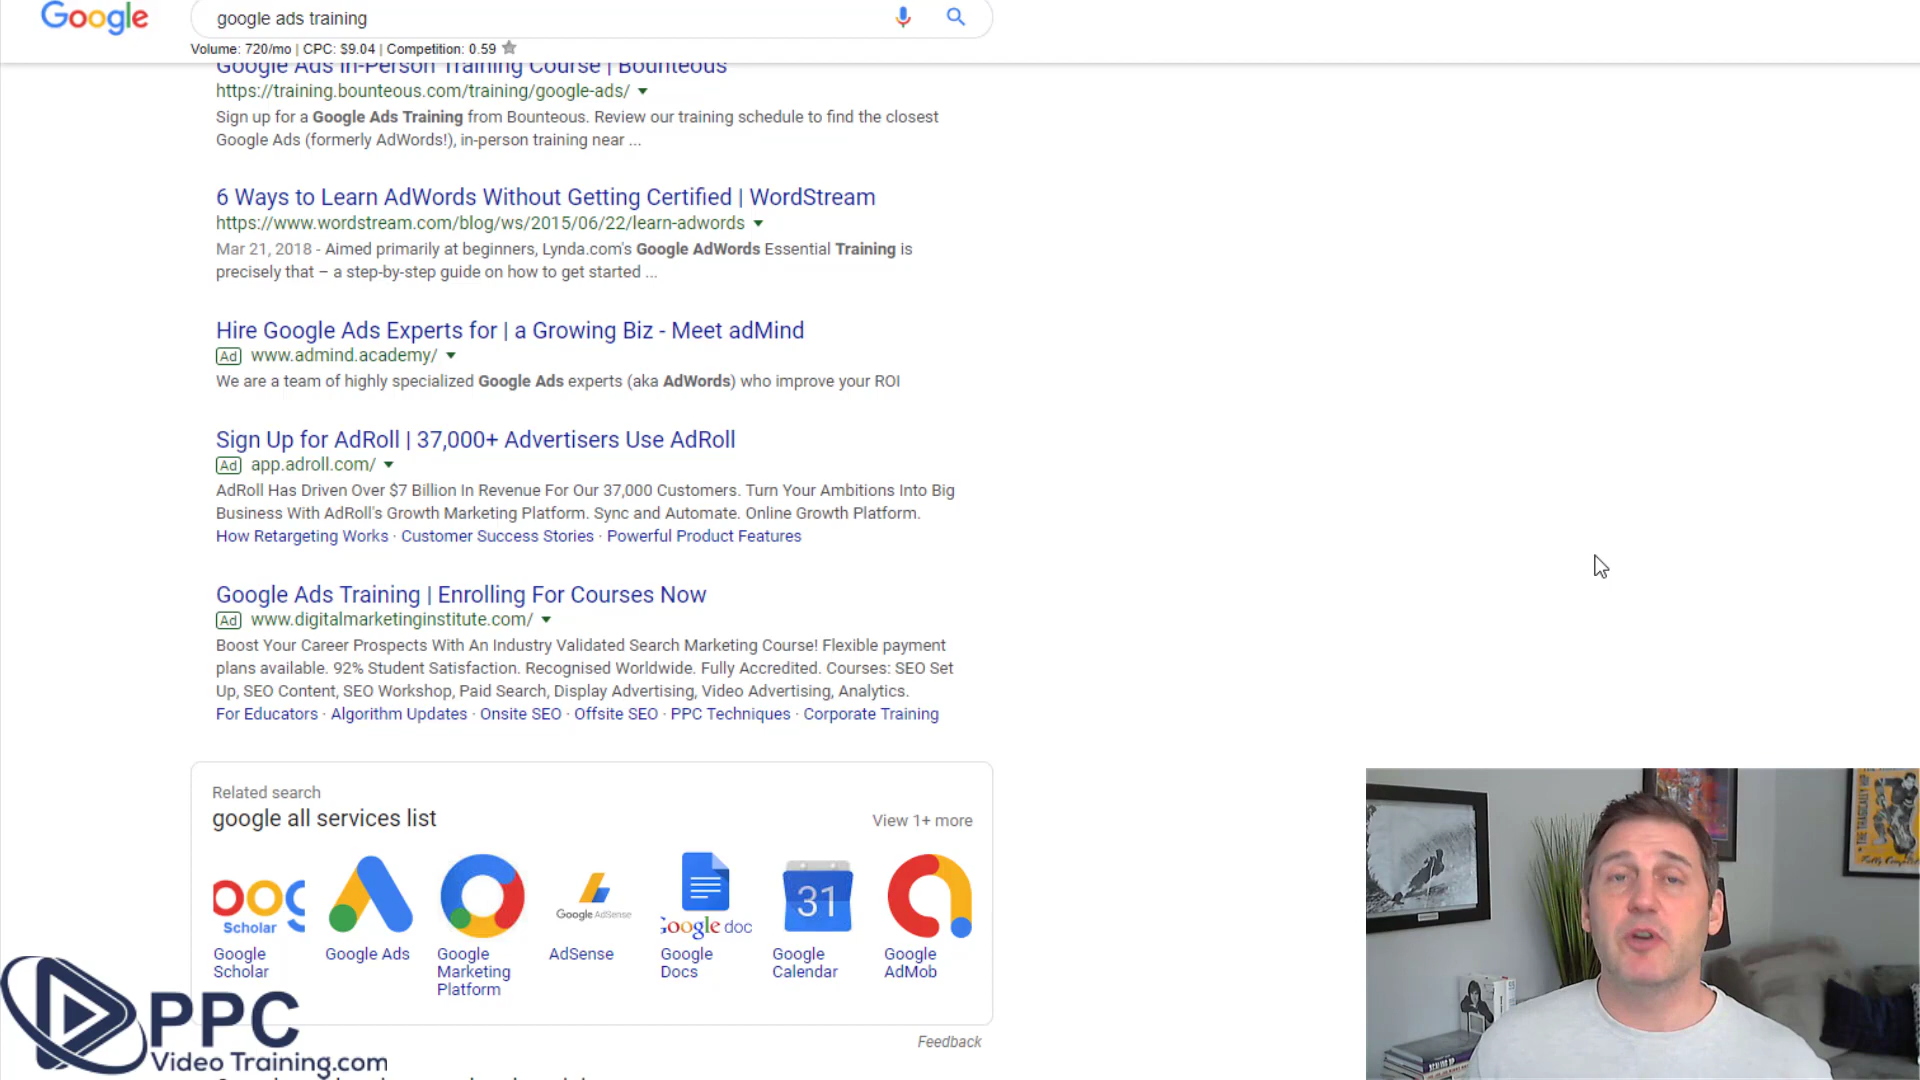 Google
google ads training
Volume: 720/mo | CPC: $9.04 | Competition: 0.59
Google Ads In-Person Training Course | Bounteous
https://training.bounteous.com/training/google-ads/
Sign up for a Google Ads Training from Bounteous. Review our training schedule to find the closest
Google Ads (formerly AdWords!), in-person training near ...
6 Ways to Learn AdWords Without Getting Certified | WordStream
https://www.wordstream.com/blog/ws/2015/06/22/learn-adwords
Mar 21, 2018 - Aimed primarily at beginners, Lynda.com's Google AdWords Essential Training is
precisely that – a step-by-step guide on how to get started ...
Hire Google Ads Experts for | a Growing Biz - Meet adMind
Ad www.admind.academy/
We are a team of highly specialized Google Ads experts (aka AdWords) who improve your ROI
Sign Up for AdRoll | 37,000+ Advertisers Use AdRoll
Ad app.adroll.com/
AdRoll Has Driven Over $7 Billion In Revenue For Our 37,000 Customers. Turn Your Ambitions Into Big
Business With AdRoll's Growth Marketing Platform. Sync and Automate. Online Growth Platform.
How Retargeting Works · Customer Success Stories · Powerful Product Features
Google Ads Training | Enrolling For Courses Now
Ad www.digitalmarketinginstitute.com/
Boost Your Career Prospects With An Industry Validated Search Marketing Course! Flexible payment
plans available. 92% Student Satisfaction. Recognised Worldwide. Fully Accredited. Courses: SEO Set
Up, SEO Content, SEO Workshop, Paid Search, Display Advertising, Video Advertising, Analytics.
For Educators · Algorithm Updates · Onsite SEO · Offsite SEO · PPC Techniques · Corporate Training
Related search
google all services list
View 1+ more
Scholar
Google AdSense
31
Google doc
Google Scholar
Google Ads
Google Marketing Platform
AdSense
Google Docs
Google Calendar
Google AdMob
Feedback
PPC
Video Training.com